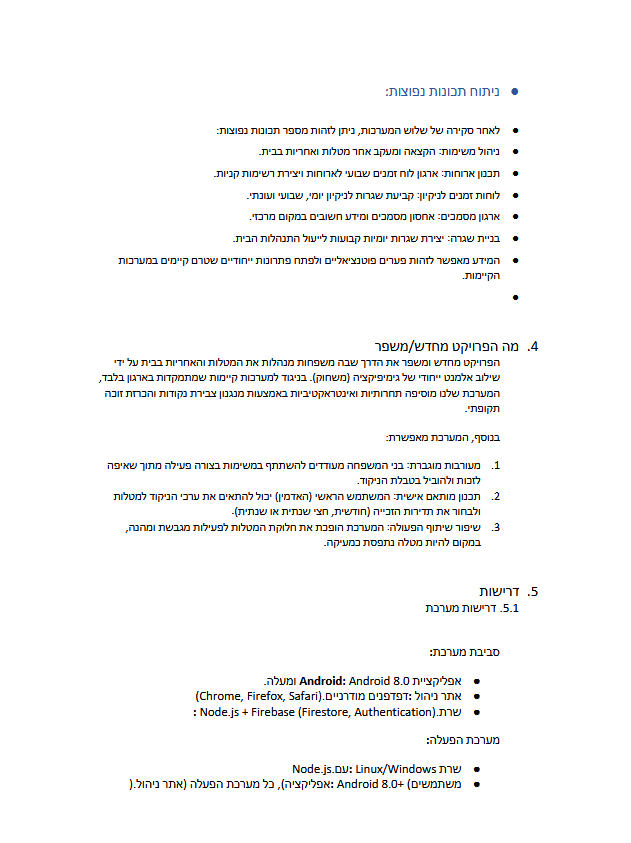 ● ניתוח תכונות נפוצות:
● לאחר סקירה של שלוש המערכות, ניתן לזהות מספר תכונות נפוצות:
● ניהול משימות: הקצאה ומעקב אחר מטלות ואחריות בבית.
● תכנון ארוחות: ארגון לוח זמנים שבועי לארוחות ויצירת רשימות קניות.
● לוחות זמנים לניקיון: קביעת שגרות לניקיון יומי, שבועי ועונתי.
● ארגון מסמכים: אחסון מסמכים ומידע חשובים במקום מרכזי.
● בניית שגרה: יצירת שגרות יומיות קבועות לייעול התנהלות הבית.
● המידע מאפשר לזהות פערים פוטנציאליים ולפתח פתרונות ייחודיים שטרם קיימים במערכות
הקיימות.
●
4. מה הפרויקט מחדש/משפר
הפרויקט מחדש ומשפר את הדרך שבה משפחות מנהלות את המטלות והאחריות בבית על ידי
שילוב אלמנט ייחודי של גימיפיקציה (משחוק). בניגוד למערכות קיימות שמתמקדות בארגון בלבד,
המערכת שלנו מוסיפה תחרותיות ואינטראקטיביות באמצעות מנגנון צבירת נקודות והכרזת זוכה
תקופתי.
בנוסף, המערכת מאפשרת:
1. מעורבות מוגברת: בני המשפחה מעודדים להשתתף במשימות בצורה פעילה מתוך שאיפה
לזכות ולהוביל בטבלת הניקוד.
2. תכנון מותאם אישית: המשתמש הראשי (האדמין) יכול להתאים את ערכי הניקוד למטלות
ולבחור את תדירות הזכייה (חודשית, חצי שנתית או שנתית).
3. שיפור שיתוף הפעולה: המערכת הופכת את חלוקת המטלות לפעילות מגבשת ומהנה,
במקום להיות מטלה נתפסת כמעיקה.
5. דרישות
5.1. דרישות מערכת
סביבת מערכת:
● אפליקציית Android: Android 8.0 ומעלה.
● אתר ניהול: דפדפנים מודרניים.(Chrome, Firefox, Safari)
● שרת.Node.js + Firebase (Firestore, Authentication) :
מערכת הפעלה:
● שרת Linux/Windows :עם.Node.js
● משתמשים) Android 8.0+ :אפליקציה), כל מערכת הפעלה (אתר ניהול.(